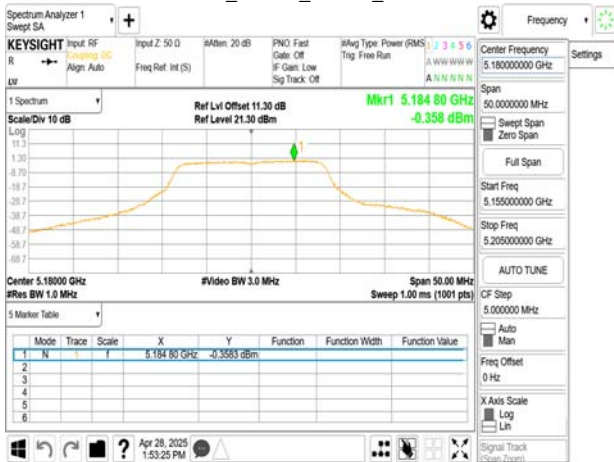 Spectrum Analyzer 1
Swept SA
+
Frequency
KEYSIGHT
R
Input: RF
Coupling: DC
Align: Auto
Input Z: 50 Ω
Freq Ref: Int (S)
#Atten: 20 dB
PNO: Fast
Gate: Off
IF Gain: Low
Sig Track: Off
#Avg Type: Power (RMS
Trig: Free Run
1 2 3 4 5 6
A W W W W W
A N N N N N
1 Spectrum
Scale/Div 10 dB
Log
Ref Lvl Offset 11.30 dB
Ref Level 21.30 dBm
Mkr1 5.184 80 GHz
-0.358 dBm
1
11.3
1.30
-8.70
-18.7
-28.7
-38.7
-48.7
-58.7
-68.7
Center 5.18000 GHz
#Res BW 1.0 MHz
#Video BW 3.0 MHz
Span 50.00 MHz
Sweep 1.00 ms (1001 pts)
5 Marker Table
Mode Trace Scale X Y Function Function Width Function Value
1 N 1 f 5.184 80 GHz -0.3583 dBm
2
3
4
5
6
Apr 28, 2025
1:53:25 PM
?
Center Frequency
5.180000000 GHz
Settings
Span
50.0000000 MHz
Swept Span
Zero Span
Full Span
Start Freq
5.155000000 GHz
Stop Freq
5.205000000 GHz
AUTO TUNE
CF Step
5.000000 MHz
Auto
Man
Freq Offset
0 Hz
X Axis Scale
Log
Lin
Signal Track
(Span Zoom)